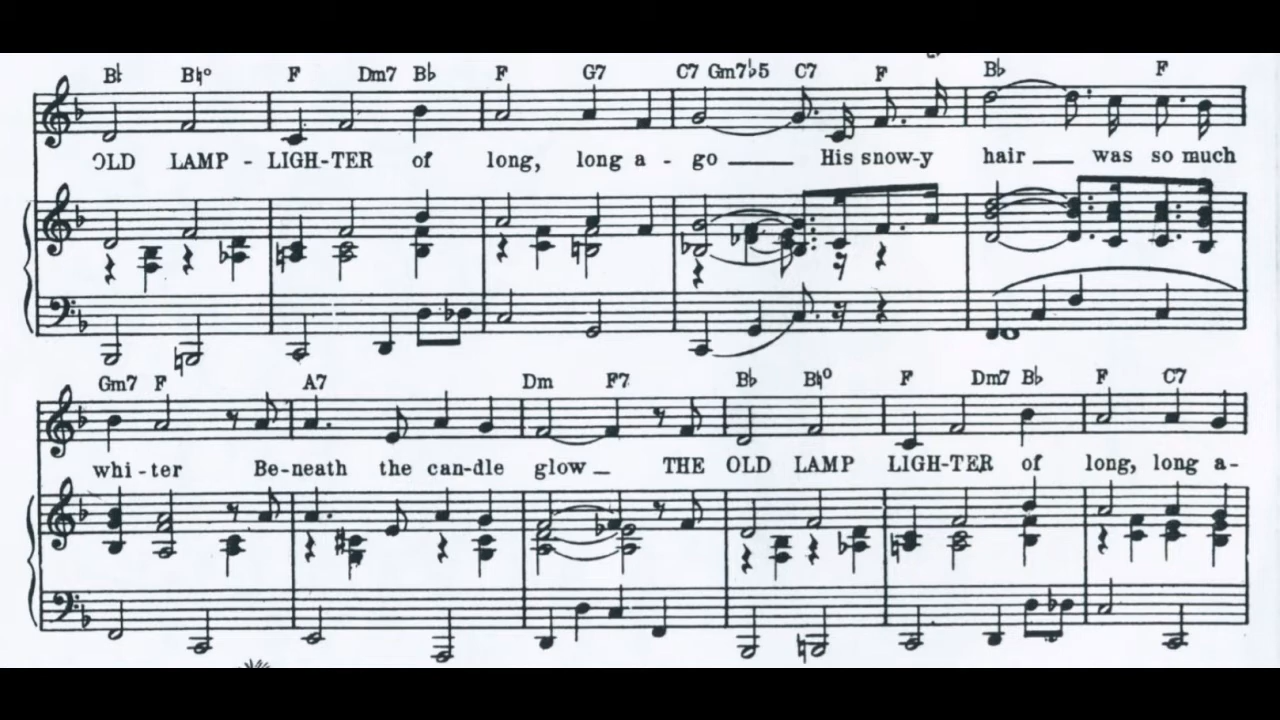 B♭ B♮° F Dm7 B♭ F G7 C7 Gm7♭5 C7 F B♭ F
OLD LAMP - LIGH-TER of long, long a - go His snow-y hair was so much
Gm7 F A7 Dm F7 B♭ B♮° F Dm7 B♭ F C7
whi-ter Be-neath the can-dle glow THE OLD LAMP LIGH-TER of long, long a-